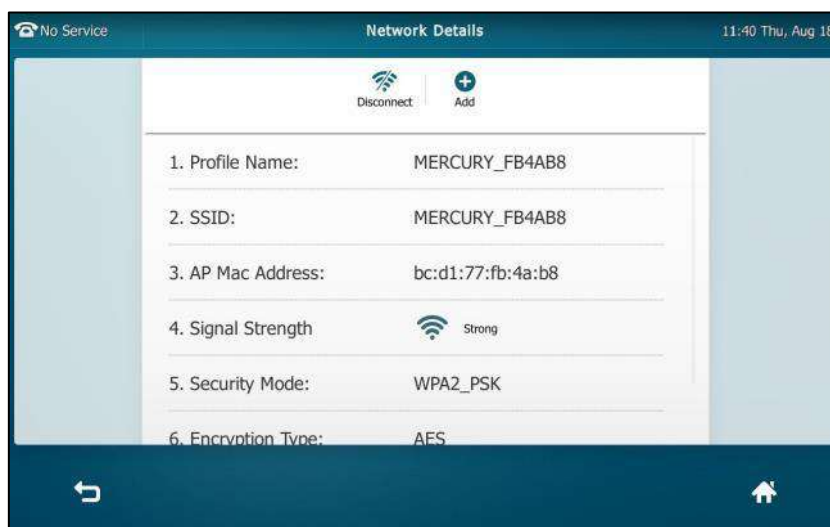 No Service Network Details 11:40 Thu, Aug 18
Disconnect Add
1. Profile Name: MERCURY_FB4AB8
2. SSID: MERCURY_FB4AB8
3. AP Mac Address: bc:d1:77:fb:4a:b8
4. Signal Strength Strong
5. Security Mode: WPA2_PSK
6. Encryption Type: AES